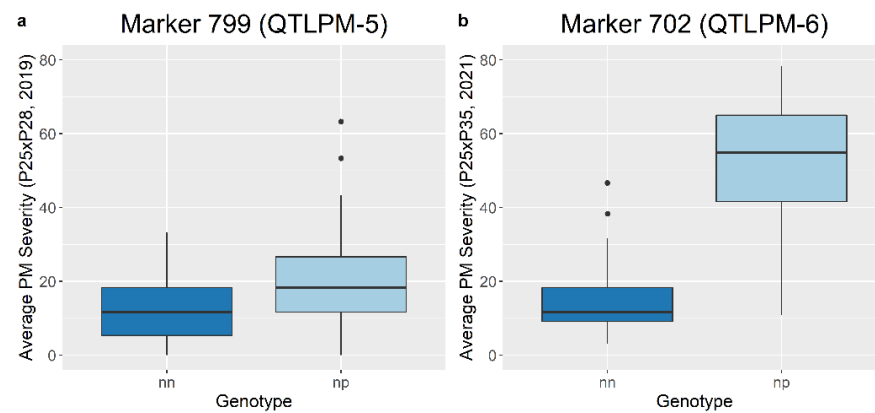 a
Marker 799 (QTLPM-5)
Average PM Severity (P25xP28, 2019)
80
60
40
20
0
nn
np
Genotype
b
Marker 702 (QTLPM-6)
Average PM Severity (P25xP35, 2021)
80
60
40
20
0
nn
np
Genotype